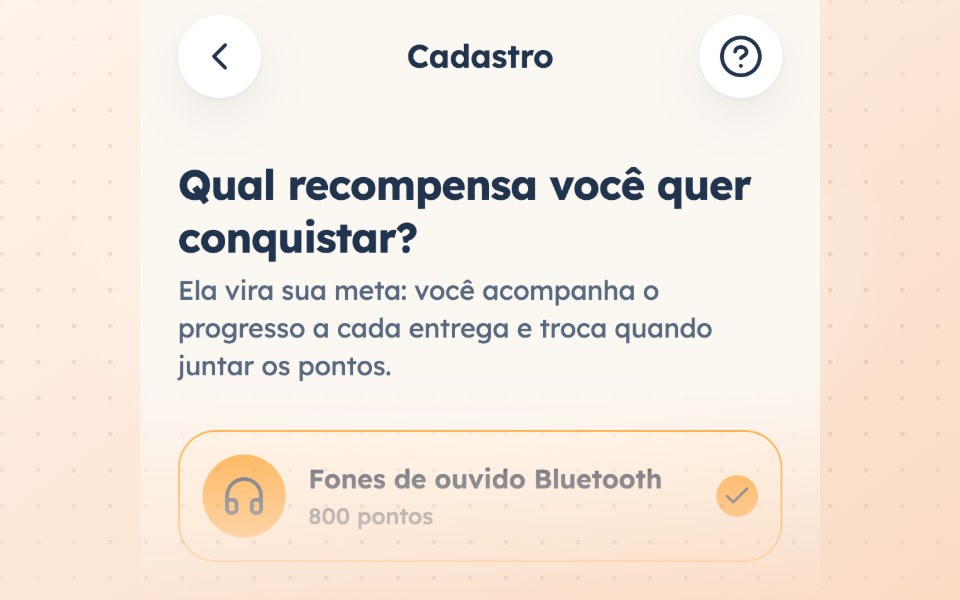 Cadastro
Qual recompensa você quer
conquistar?
Ela vira sua meta: você acompanha o
progresso a cada entrega e troca quando
juntar os pontos.
Fones de ouvido Bluetooth
800 pontos